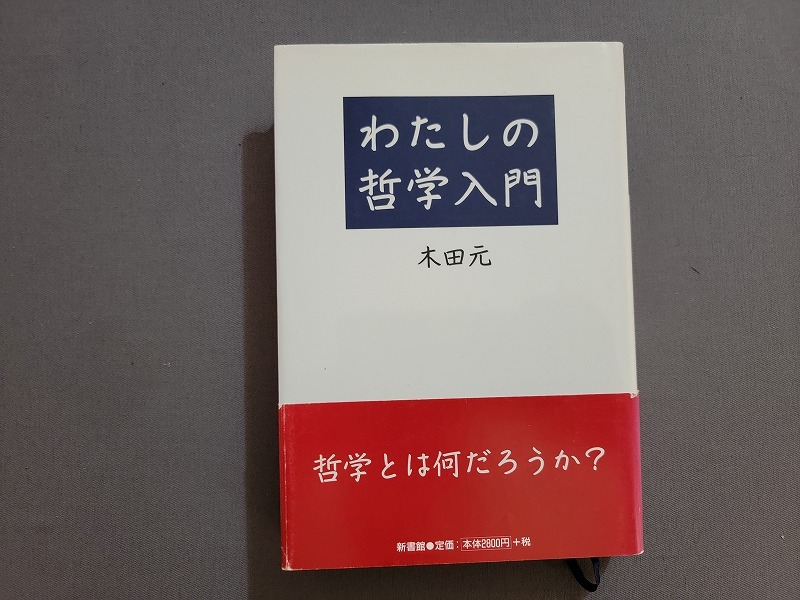 わたしの
哲学入門
木田元
哲学とは何だろうか?
新書館●定価:本体2800円+税